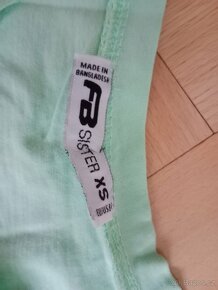 MADE IN
BANGLADESH
FB
SISTER XS